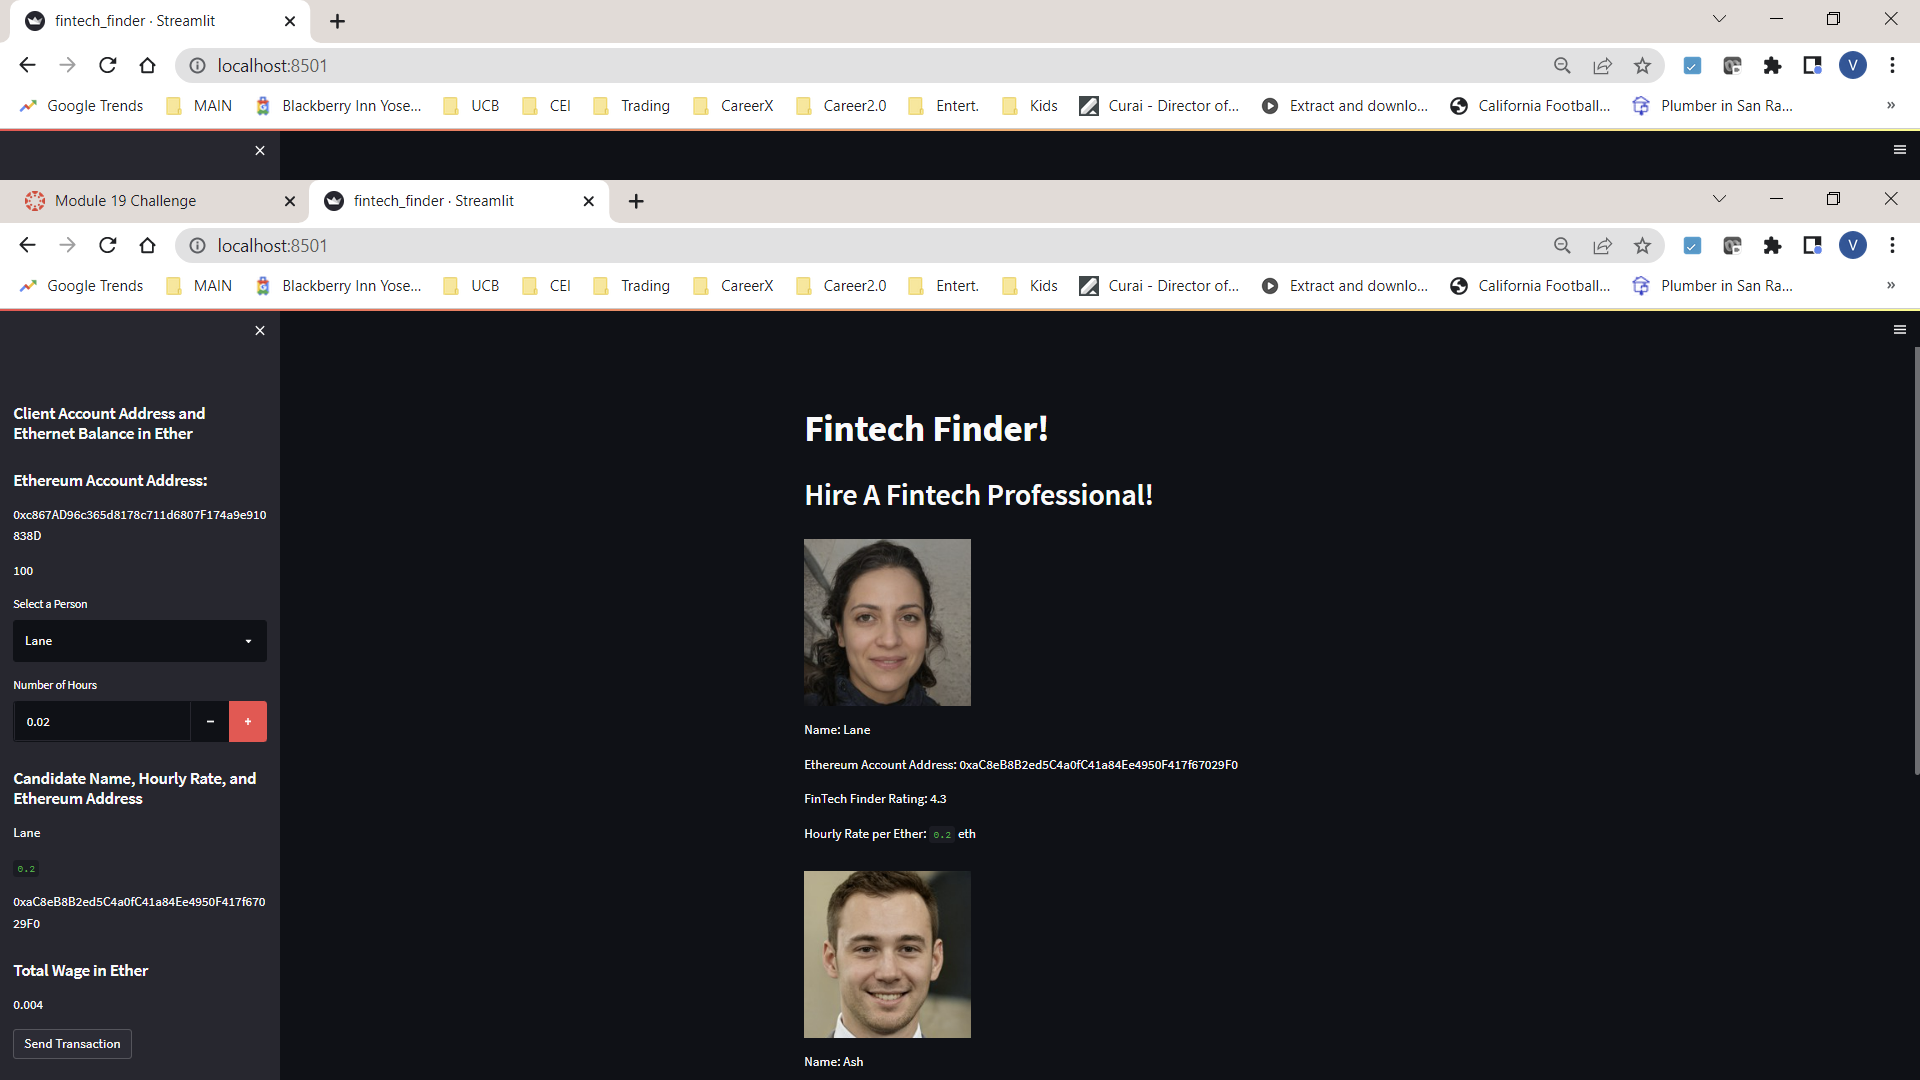 fintech_finder · Streamlit
localhost:8501
V
Google Trends MAIN Blackberry Inn Yose... UCB CEI Trading CareerX Career2.0 Entert. Kids Curai - Director of... Extract and downlo... California Football... Plumber in San Ra... »
Module 19 Challenge fintech_finder · Streamlit
localhost:8501
V
Google Trends MAIN Blackberry Inn Yose... UCB CEI Trading CareerX Career2.0 Entert. Kids Curai - Director of... Extract and downlo... California Football... Plumber in San Ra... »
Client Account Address and
Ethernet Balance in Ether
Ethereum Account Address:
0xc867AD96c365d8178c711d6807F174a9e910
838D
100
Select a Person
Lane
Number of Hours
0.02
Candidate Name, Hourly Rate, and
Ethereum Address
Lane
0.2
0xaC8eB8B2ed5C4a0fC41a84Ee4950F417f670
29F0
Total Wage in Ether
0.004
Send Transaction
Fintech Finder!
Hire A Fintech Professional!
Name: Lane
Ethereum Account Address: 0xaC8eB8B2ed5C4a0fC41a84Ee4950F417f67029F0
FinTech Finder Rating: 4.3
Hourly Rate per Ether: 0.2 eth
Name: Ash